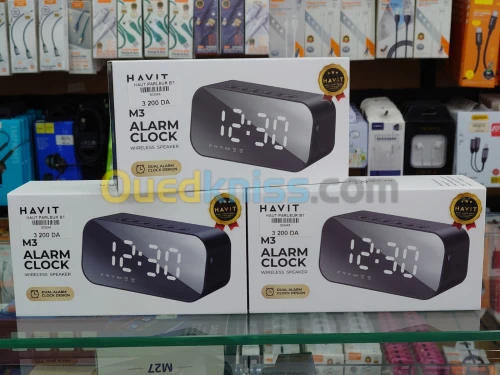 HAVIT
HAUT PARLEUR BT
3 200 DA
M3
ALARM
CLOCK
WIRELESS SPEAKER
DUAL ALARM
CLOCK DESIGN
12:30
Ouedkniss.com
HAVIT
HAUT PARLEUR BT
3 200 DA
M3
ALARM
CLOCK
WIRELESS SPEAKER
DUAL ALARM
CLOCK DESIGN
12:30
HAVIT
HAUT PARLEUR BT
3 200 DA
M3
ALARM
CLOCK
WIRELESS SPEAKER
DUAL ALARM
CLOCK DESIGN
12:30
M27